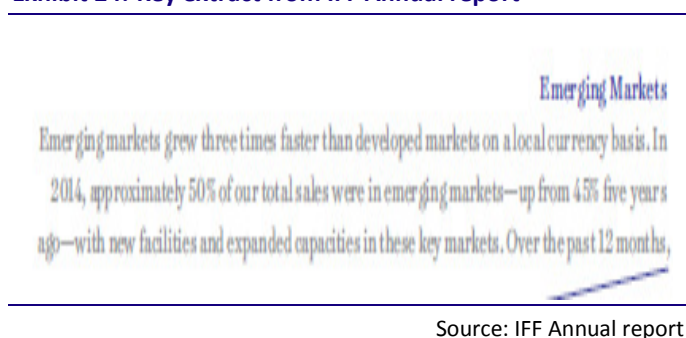 Emerging Markets
Emerging markets grew three times faster than developed markets on a local currency basis. In
2014, approximately 50% of our total sales were in emerging markets—up from 45% five years
ago—with new facilities and expanded capacities in these key markets. Over the past 12 months,
Source: IFF Annual report